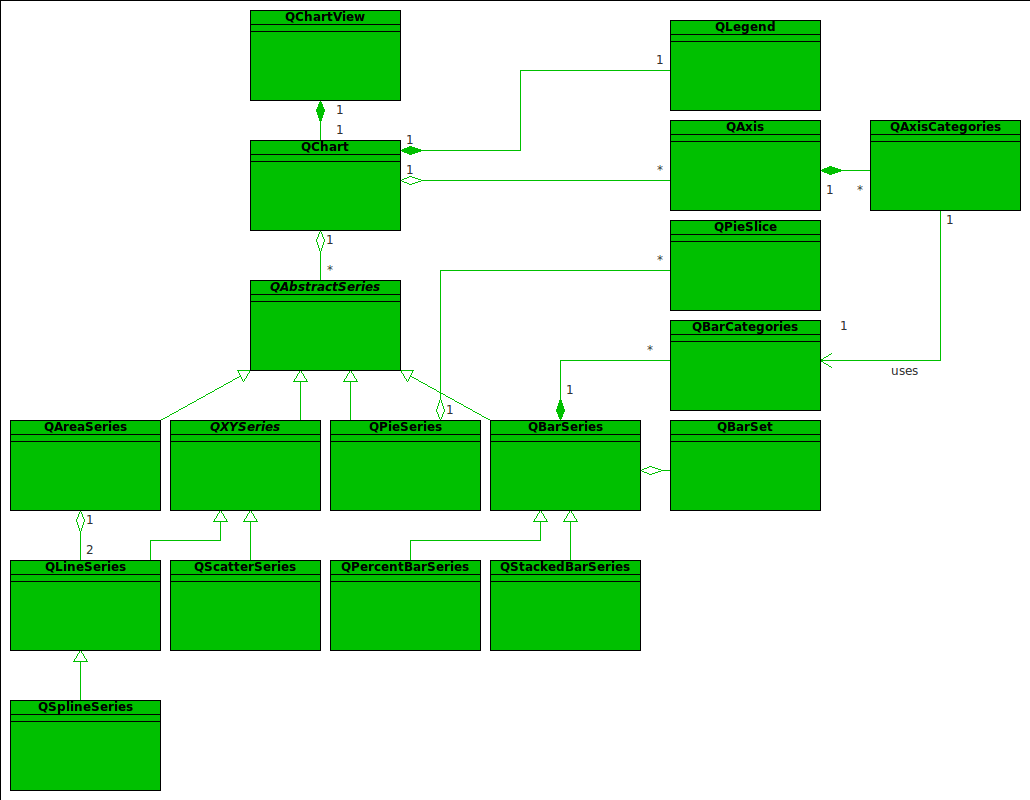 QChartView
QLegend
1
1
1
QChart
1
1
*
QAxis
QAxisCategories
1
*
1
1
*
QPieSlice
*
QAbstractSeries
QBarCategories
1
*
uses
1
1
QAreaSeries
QXYSeries
QPieSeries
QBarSeries
QBarSet
1
2
QLineSeries
QScatterSeries
QPercentBarSeries
QStackedBarSeries
QSplineSeries